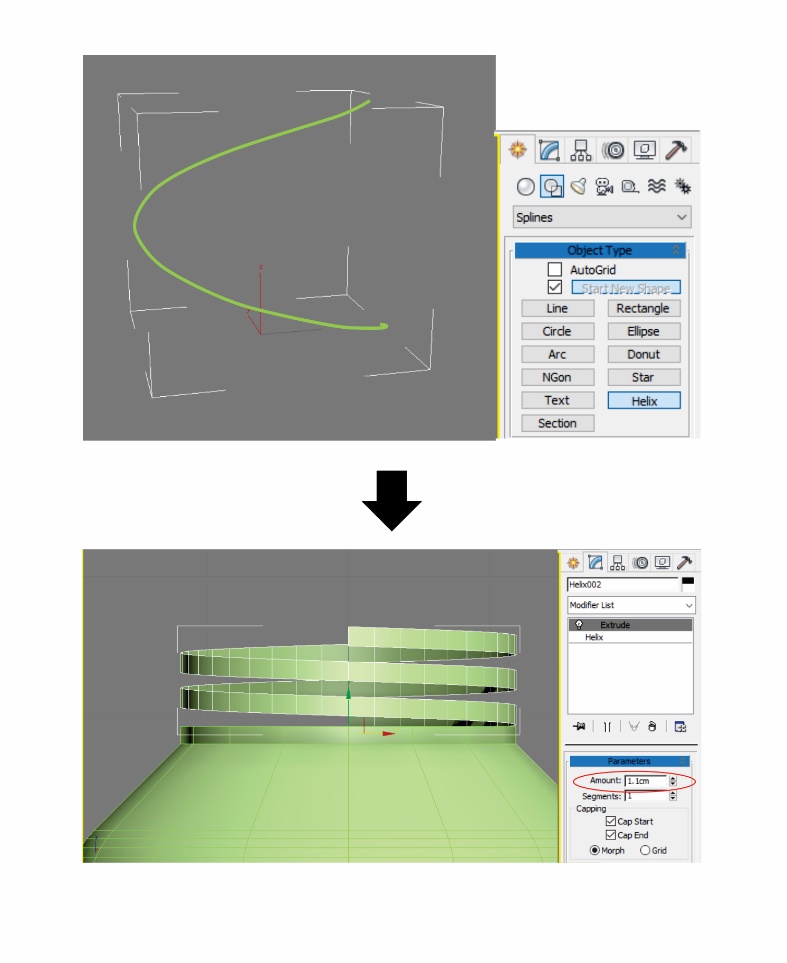 z
Splines
Object Type
AutoGrid
Start New Shape
Line Rectangle
Circle Ellipse
Arc Donut
NGon Star
Text Helix
Section
Helix002
Modifier List
Extrude
Helix
Parameters
Amount: 1.1cm
Segments: 1
Capping
Cap Start
Cap End
Morph Grid